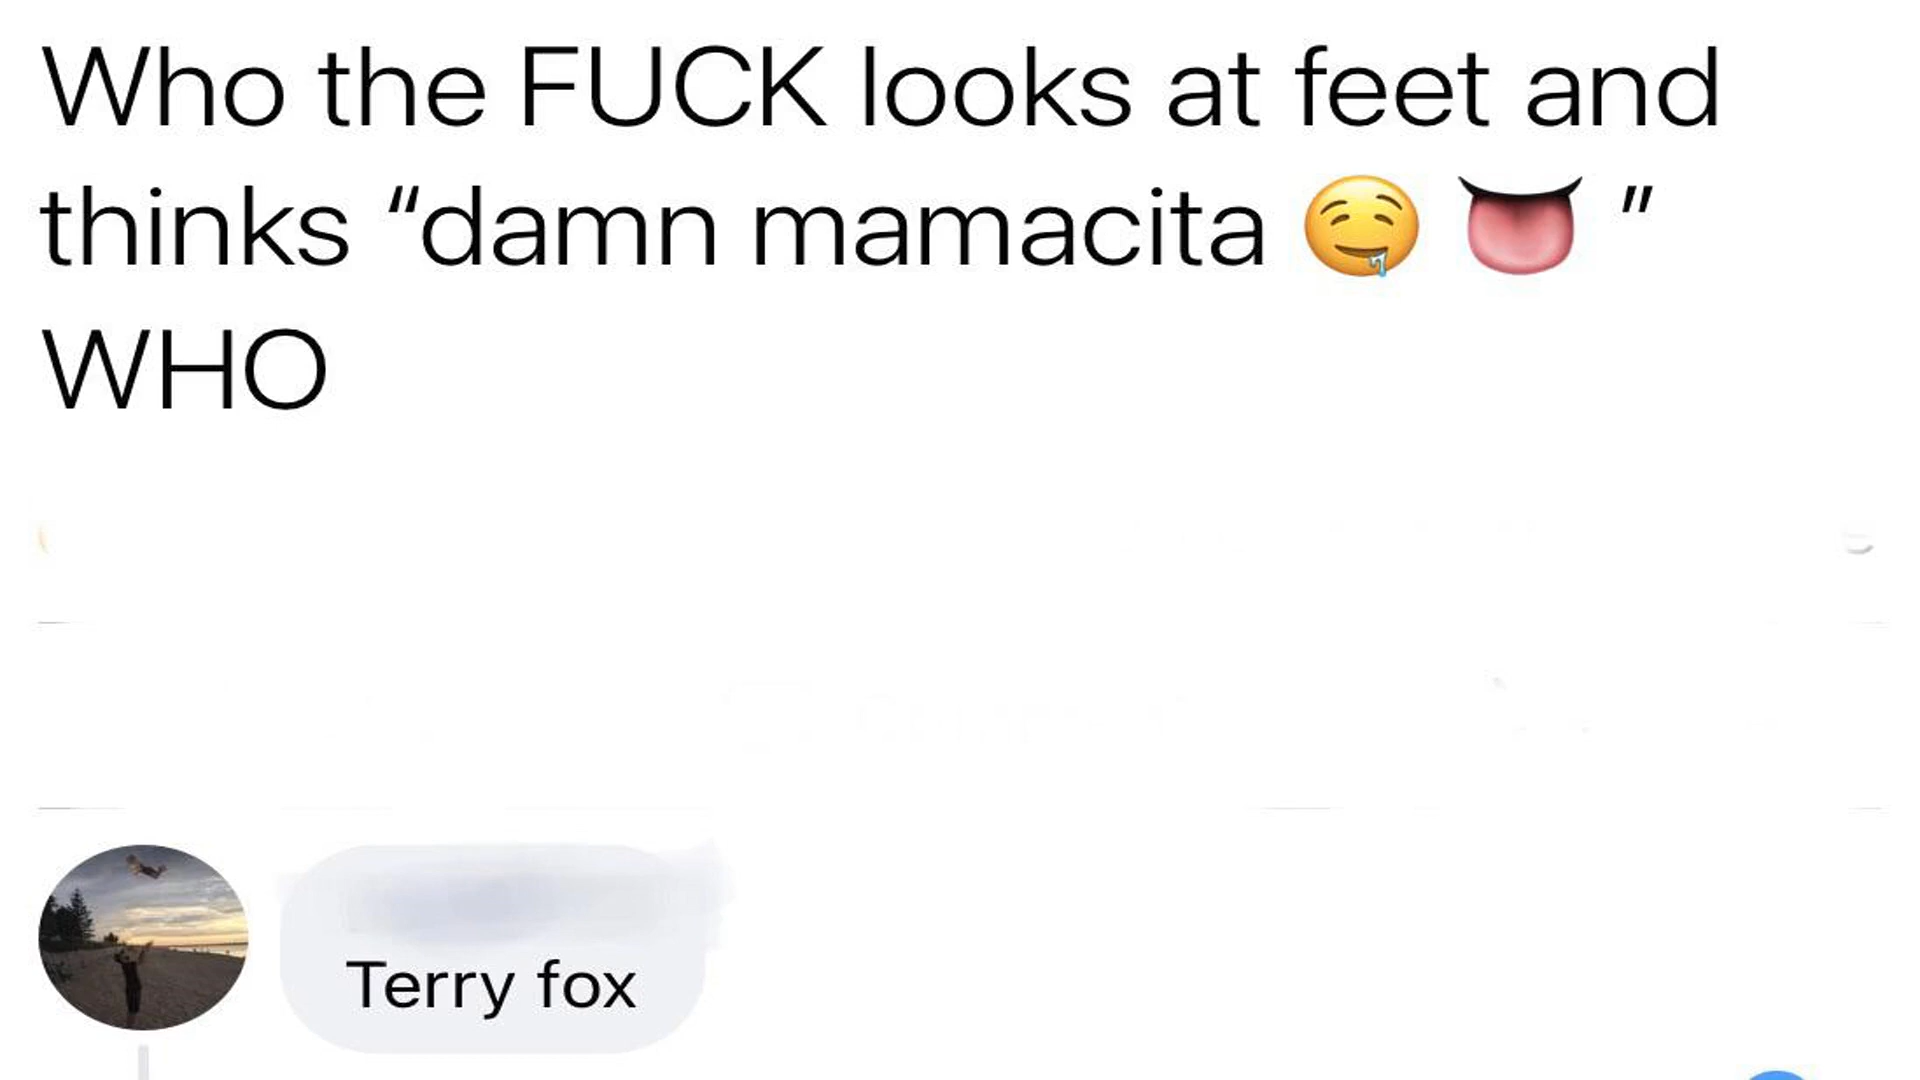 Who the FUCK looks at feet and
thinks “damn mamacita 🤤 👅 ”
WHO
Terry fox